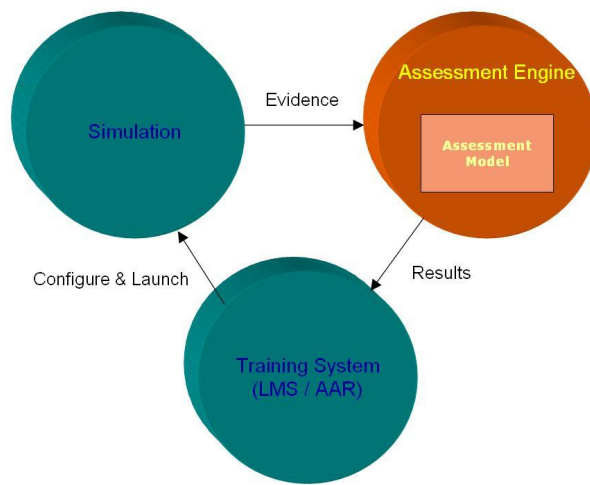 Assessment Engine
Evidence
Simulation
Assessment
Model
Configure & Launch
Results
Training System
(LMS / AAR)